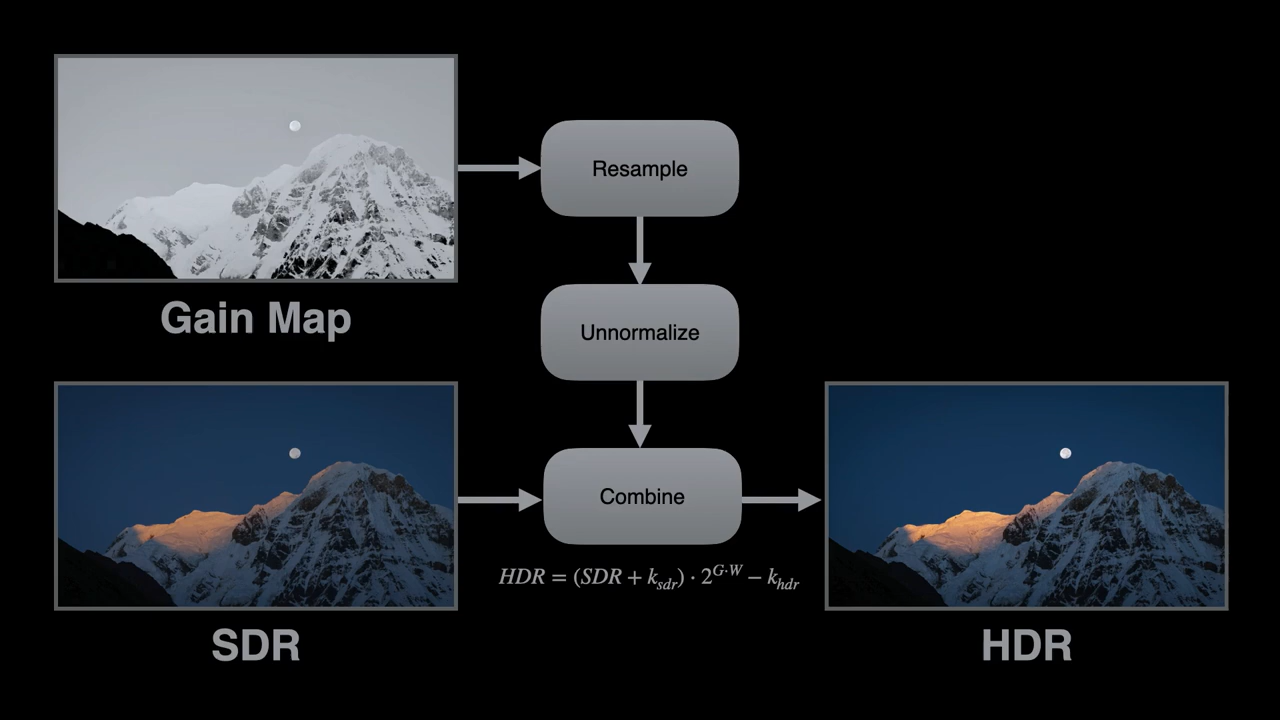 Resample
Gain Map
Unnormalize
Combine
HDR = (SDR + k_sdr) · 2^{G·W} − k_hdr
SDR
HDR